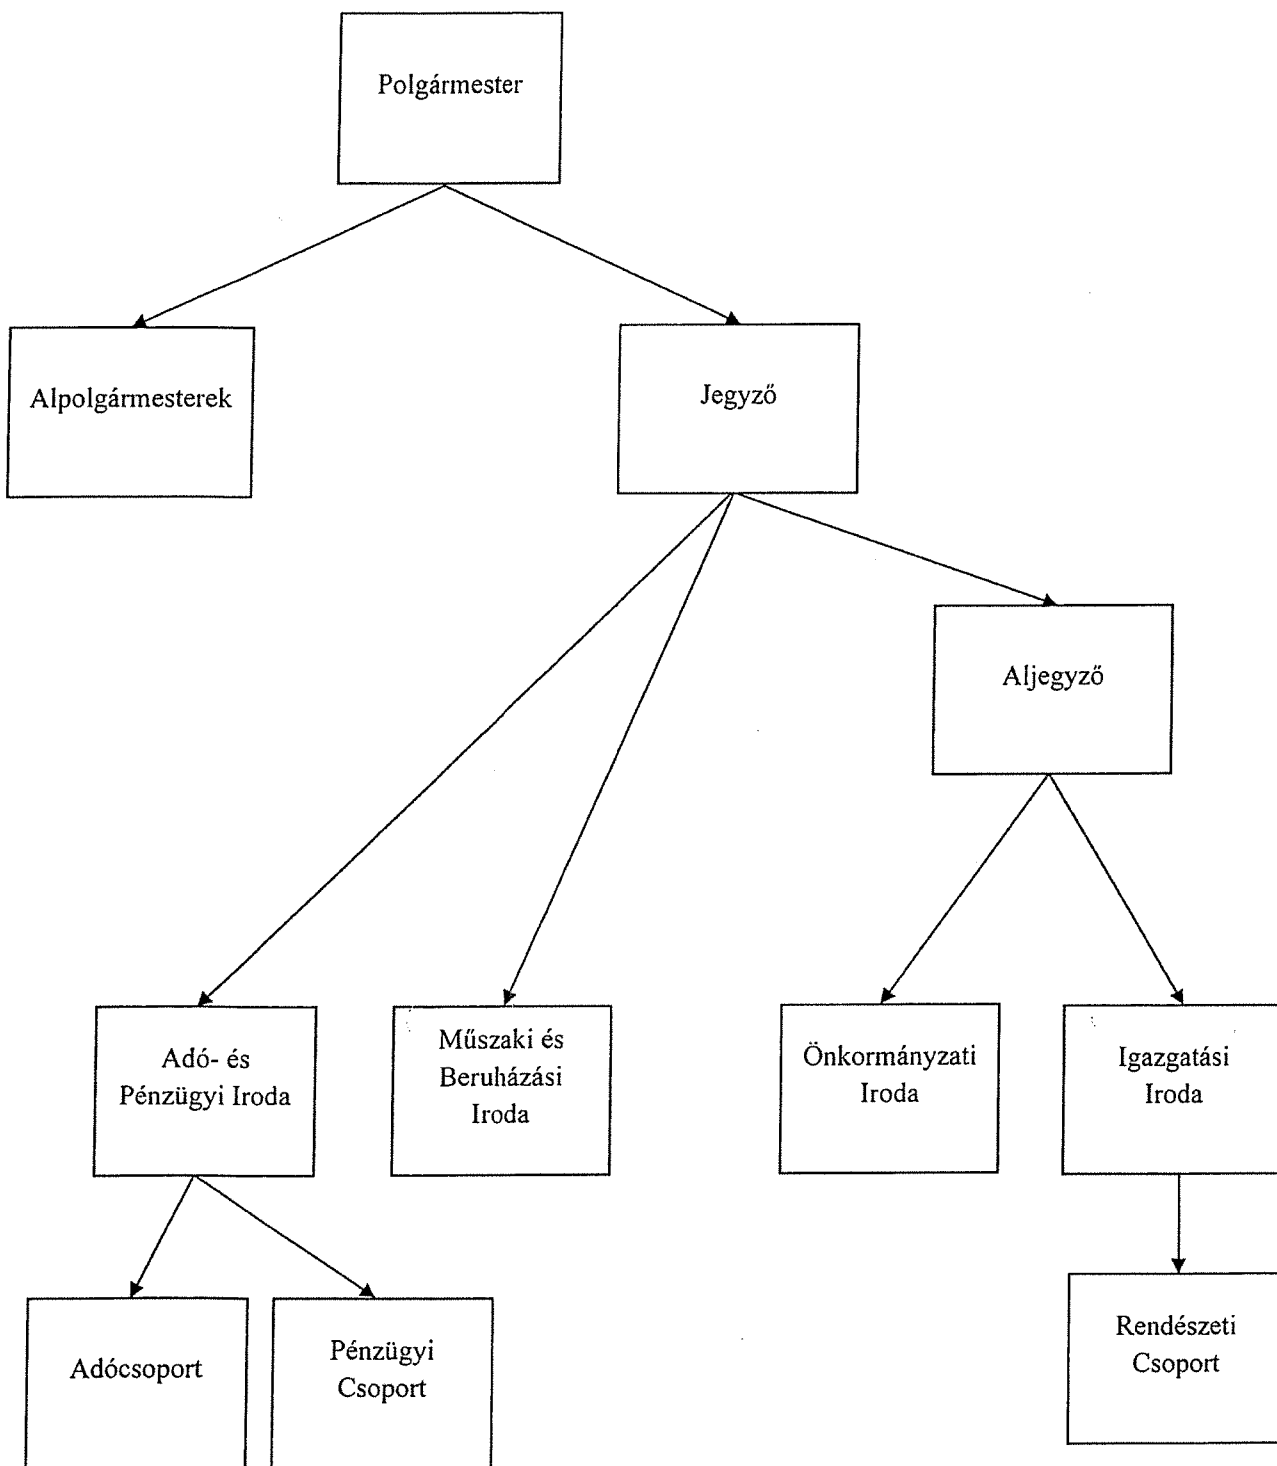 Polgármester
Alpolgármesterek
Jegyző
Aljegyző
Adó- és
Pénzügyi Iroda
Műszaki és
Beruházási
Iroda
Önkormányzati
Iroda
Igazgatási
Iroda
Adócsoport
Pénzügyi
Csoport
Rendészeti
Csoport